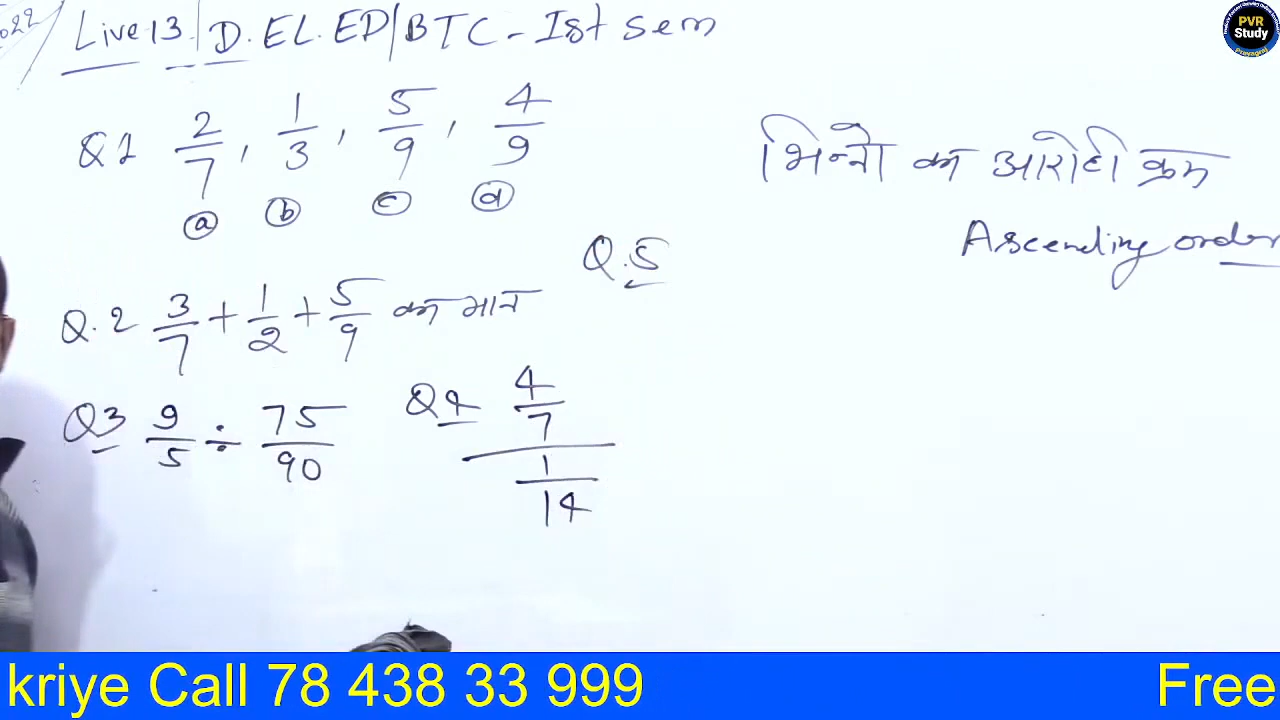 2022/ Live 13 | D.EL.ED/BTC - Ist Sem
PVR Study
Prayagraj
Q1 2/7, 1/3, 5/9, 4/9
ⓐ ⓑ ⓒ ⓓ
भिन्नो का आरोही क्रम
Ascending order
Q.5
Q.2 3/7 + 1/2 + 5/9 का मान
Q3 9/5 ÷ 75/90
Q4 4/7 / 1/14
kriye Call 78 438 33 999 Free